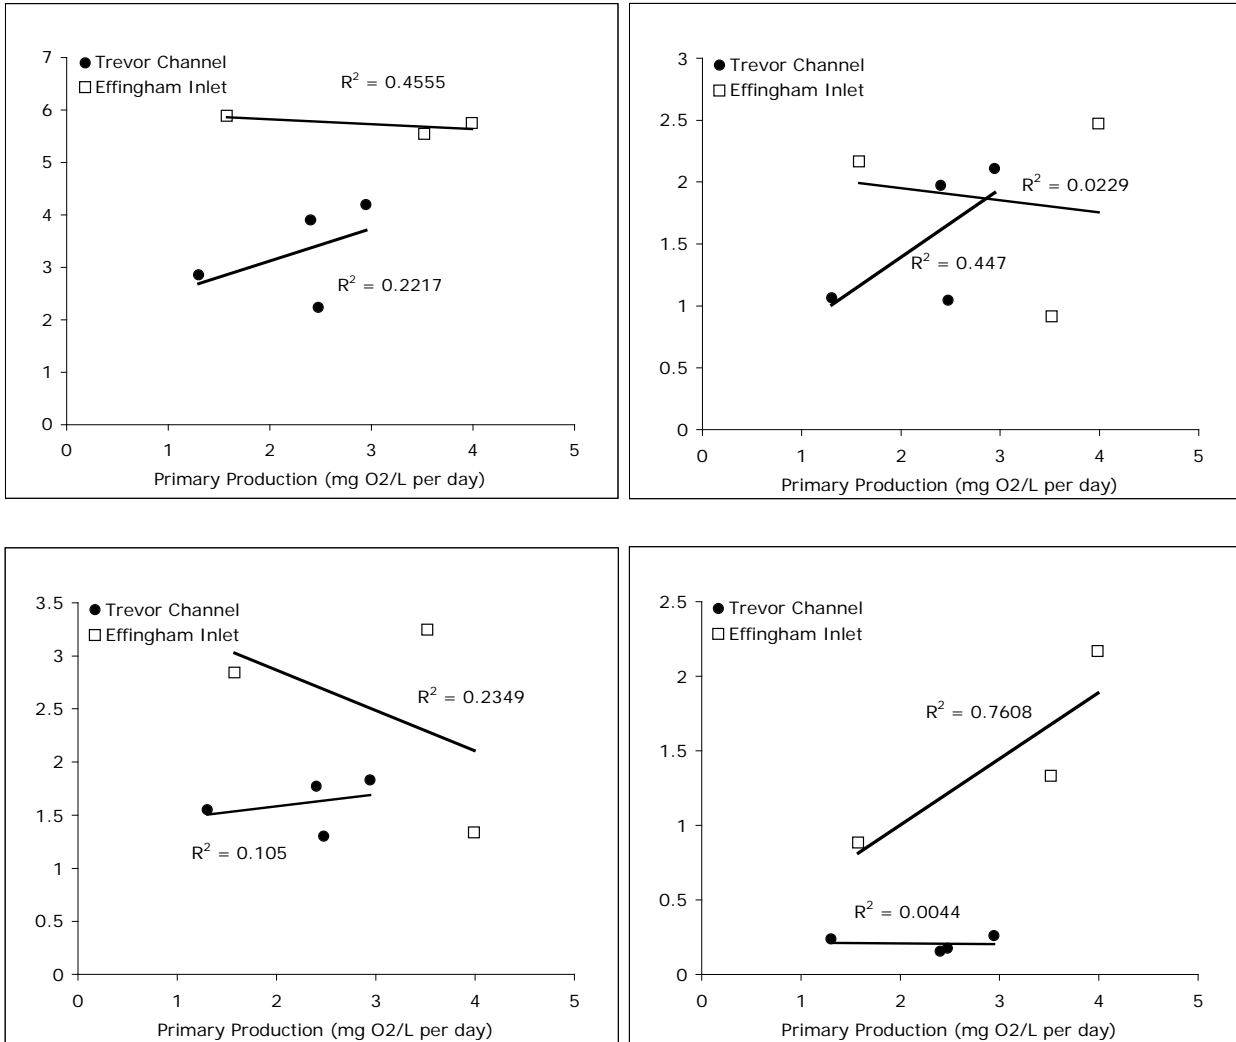 7
Trevor Channel
Effingham Inlet
R² = 0.4555
6
5
4
3
R² = 0.2217
2
1
0
0 1 2 3 4 5
Primary Production (mg O2/L per day)
3
Trevor Channel
Effingham Inlet
2.5
2
R² = 0.0229
1.5
R² = 0.447
1
0.5
0
0 1 2 3 4 5
Primary Production (mg O2/L per day)
3.5
Trevor Channel
Effingham Inlet
3
R² = 0.2349
2.5
2
1.5
R² = 0.105
1
0.5
0
0 1 2 3 4 5
Primary Production (mg O2/L per day)
2.5
Trevor Channel
Effingham Inlet
2
R² = 0.7608
1.5
1
0.5
R² = 0.0044
0
0 1 2 3 4 5
Primary Production (mg O2/L per day)